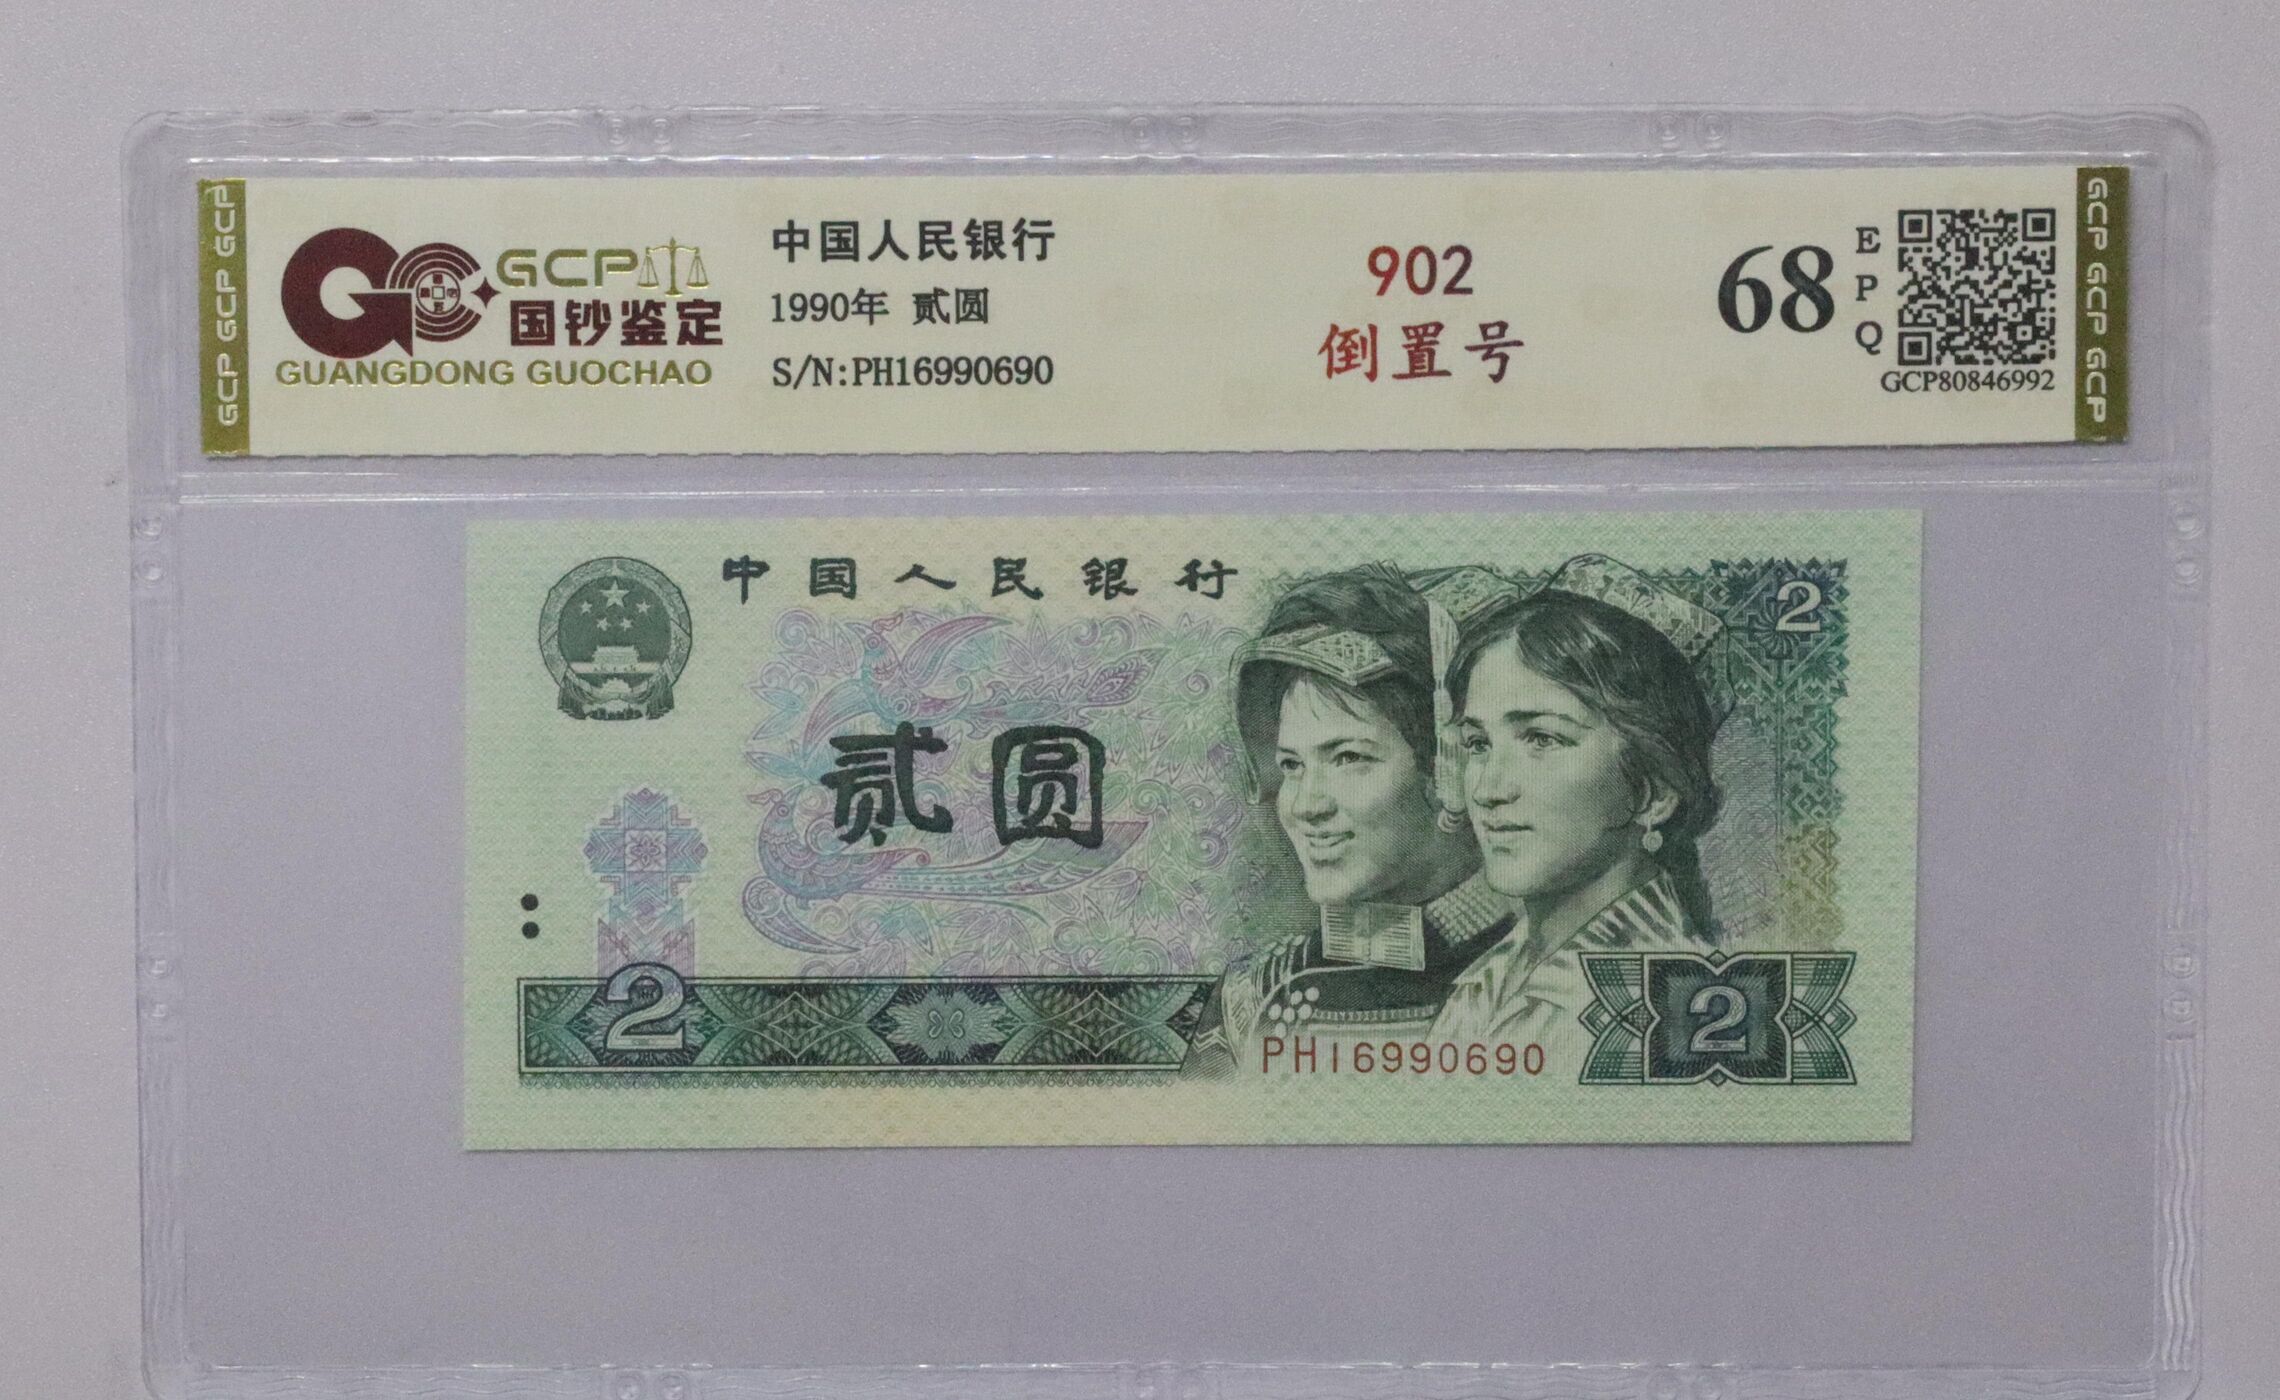 GCP GCP GCP
GCP
国钞鉴定
GUANGDONG GUOCHAO
中国人民银行
1990年 贰圆
S/N:PH16990690
902
倒置号
68
EPQ
GCP80846992
GCP GCP GCP
中国人民银行
2
贰圆
2
PH16990690
2